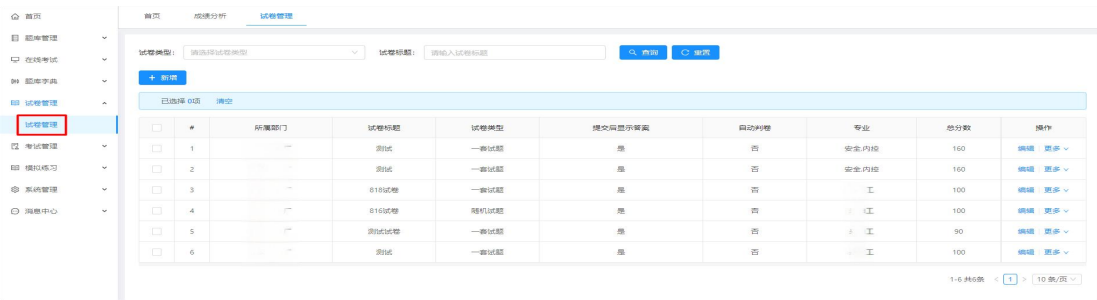 首页
题库管理
在线考试
题库字典
试卷管理
试卷管理
考试管理
模拟练习
系统管理
消息中心
首页 成绩分析 试卷管理
试卷类型： 请选择试卷类型 试卷标题： 请输入试卷标题 查询 重置
+ 新增
已选择 0项 清空
# 所属部门 试卷标题 试卷类型 提交后显示答案 自动判卷 专业 总分数 操作
1 测试 一套试题 是 否 安全,内控 160 编辑 更多
2 测试 一套试题 是 否 安全,内控 160 编辑 更多
3 818试卷 一套试题 是 否 工 100 编辑 更多
4 816试卷 随机试题 是 否 工 100 编辑 更多
5 测试试卷 一套试题 是 否 工 90 编辑 更多
6 测试 一套试题 是 否 工 100 编辑 更多
1-6 共6条 < 1 > 10 条/页